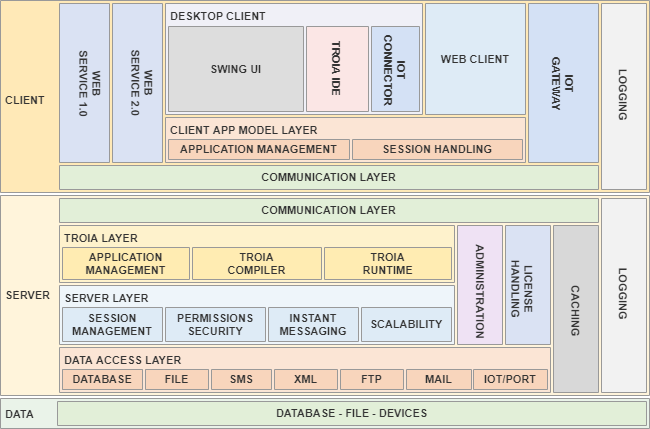 CLIENT
WEB
SERVICE 1.0
WEB
SERVICE 2.0
DESKTOP CLIENT
SWING UI
TROIA IDE
IOT
CONNECTOR
WEB CLIENT
IOT
GATEWAY
LOGGING
CLIENT APP MODEL LAYER
APPLICATION MANAGEMENT
SESSION HANDLING
COMMUNICATION LAYER
SERVER
COMMUNICATION LAYER
TROIA LAYER
APPLICATION
MANAGEMENT
TROIA
COMPILER
TROIA
RUNTIME
SERVER LAYER
SESSION
MANAGEMENT
PERMISSIONS
SECURITY
INSTANT
MESSAGING
SCALABILITY
ADMINISTRATION
LICENSE
HANDLING
CACHING
LOGGING
DATA ACCESS LAYER
DATABASE
FILE
SMS
XML
FTP
MAIL
IOT/PORT
DATA
DATABASE - FILE - DEVICES